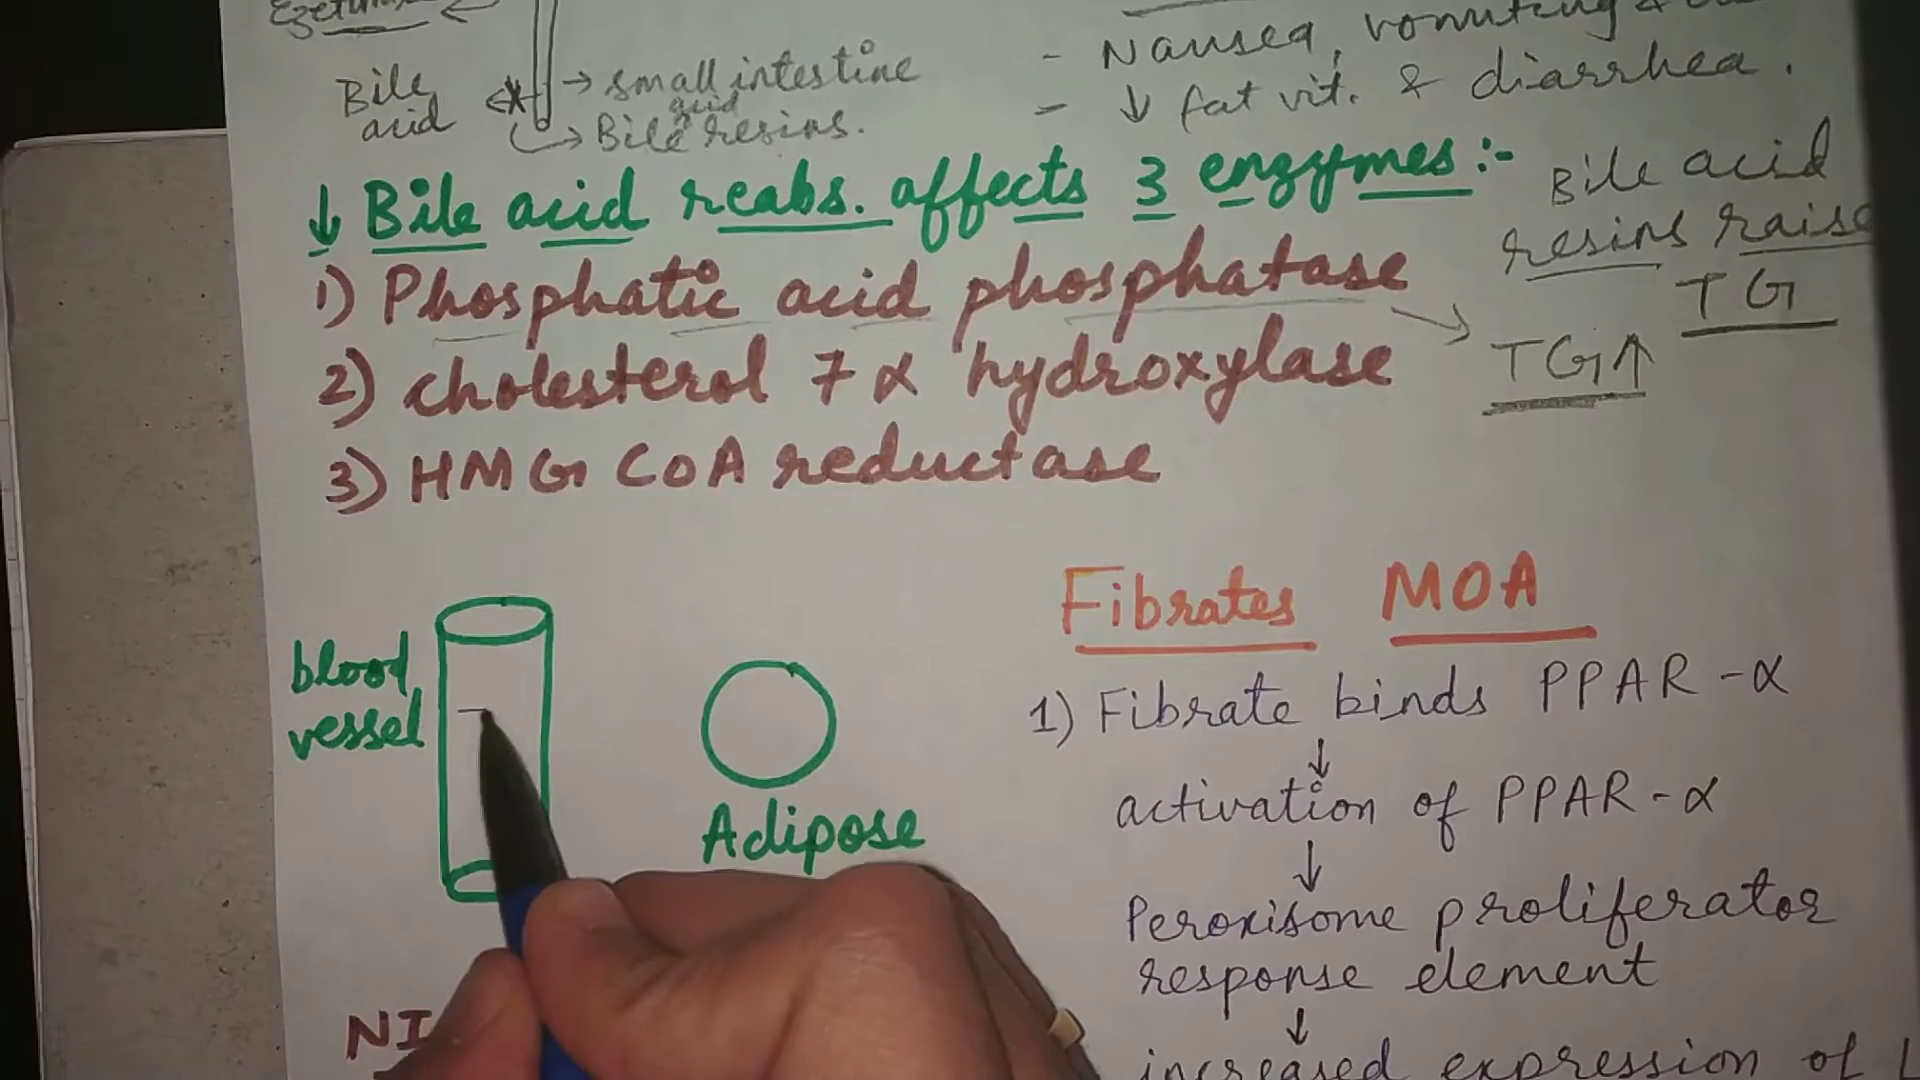 Bile
acid
→ small intestine
acid
→ Bile resins.
- Nausea, vomiting &
- ↓ fat vit. & diarrhea.
↓ Bile acid reabs. affects 3 enzymes:-
1) Phosphatic acid phosphatase
2) cholesterol 7α hydroxylase
3) HMG CoA reductase
Bile acid
resins raise
TG
TG↑
blood
vessel
Adipose
NI
Fibrates MOA
1) Fibrate binds PPAR-α
↓
activation of PPAR-α
↓
Peroxisome proliferator
response element
↓
increased expression of L